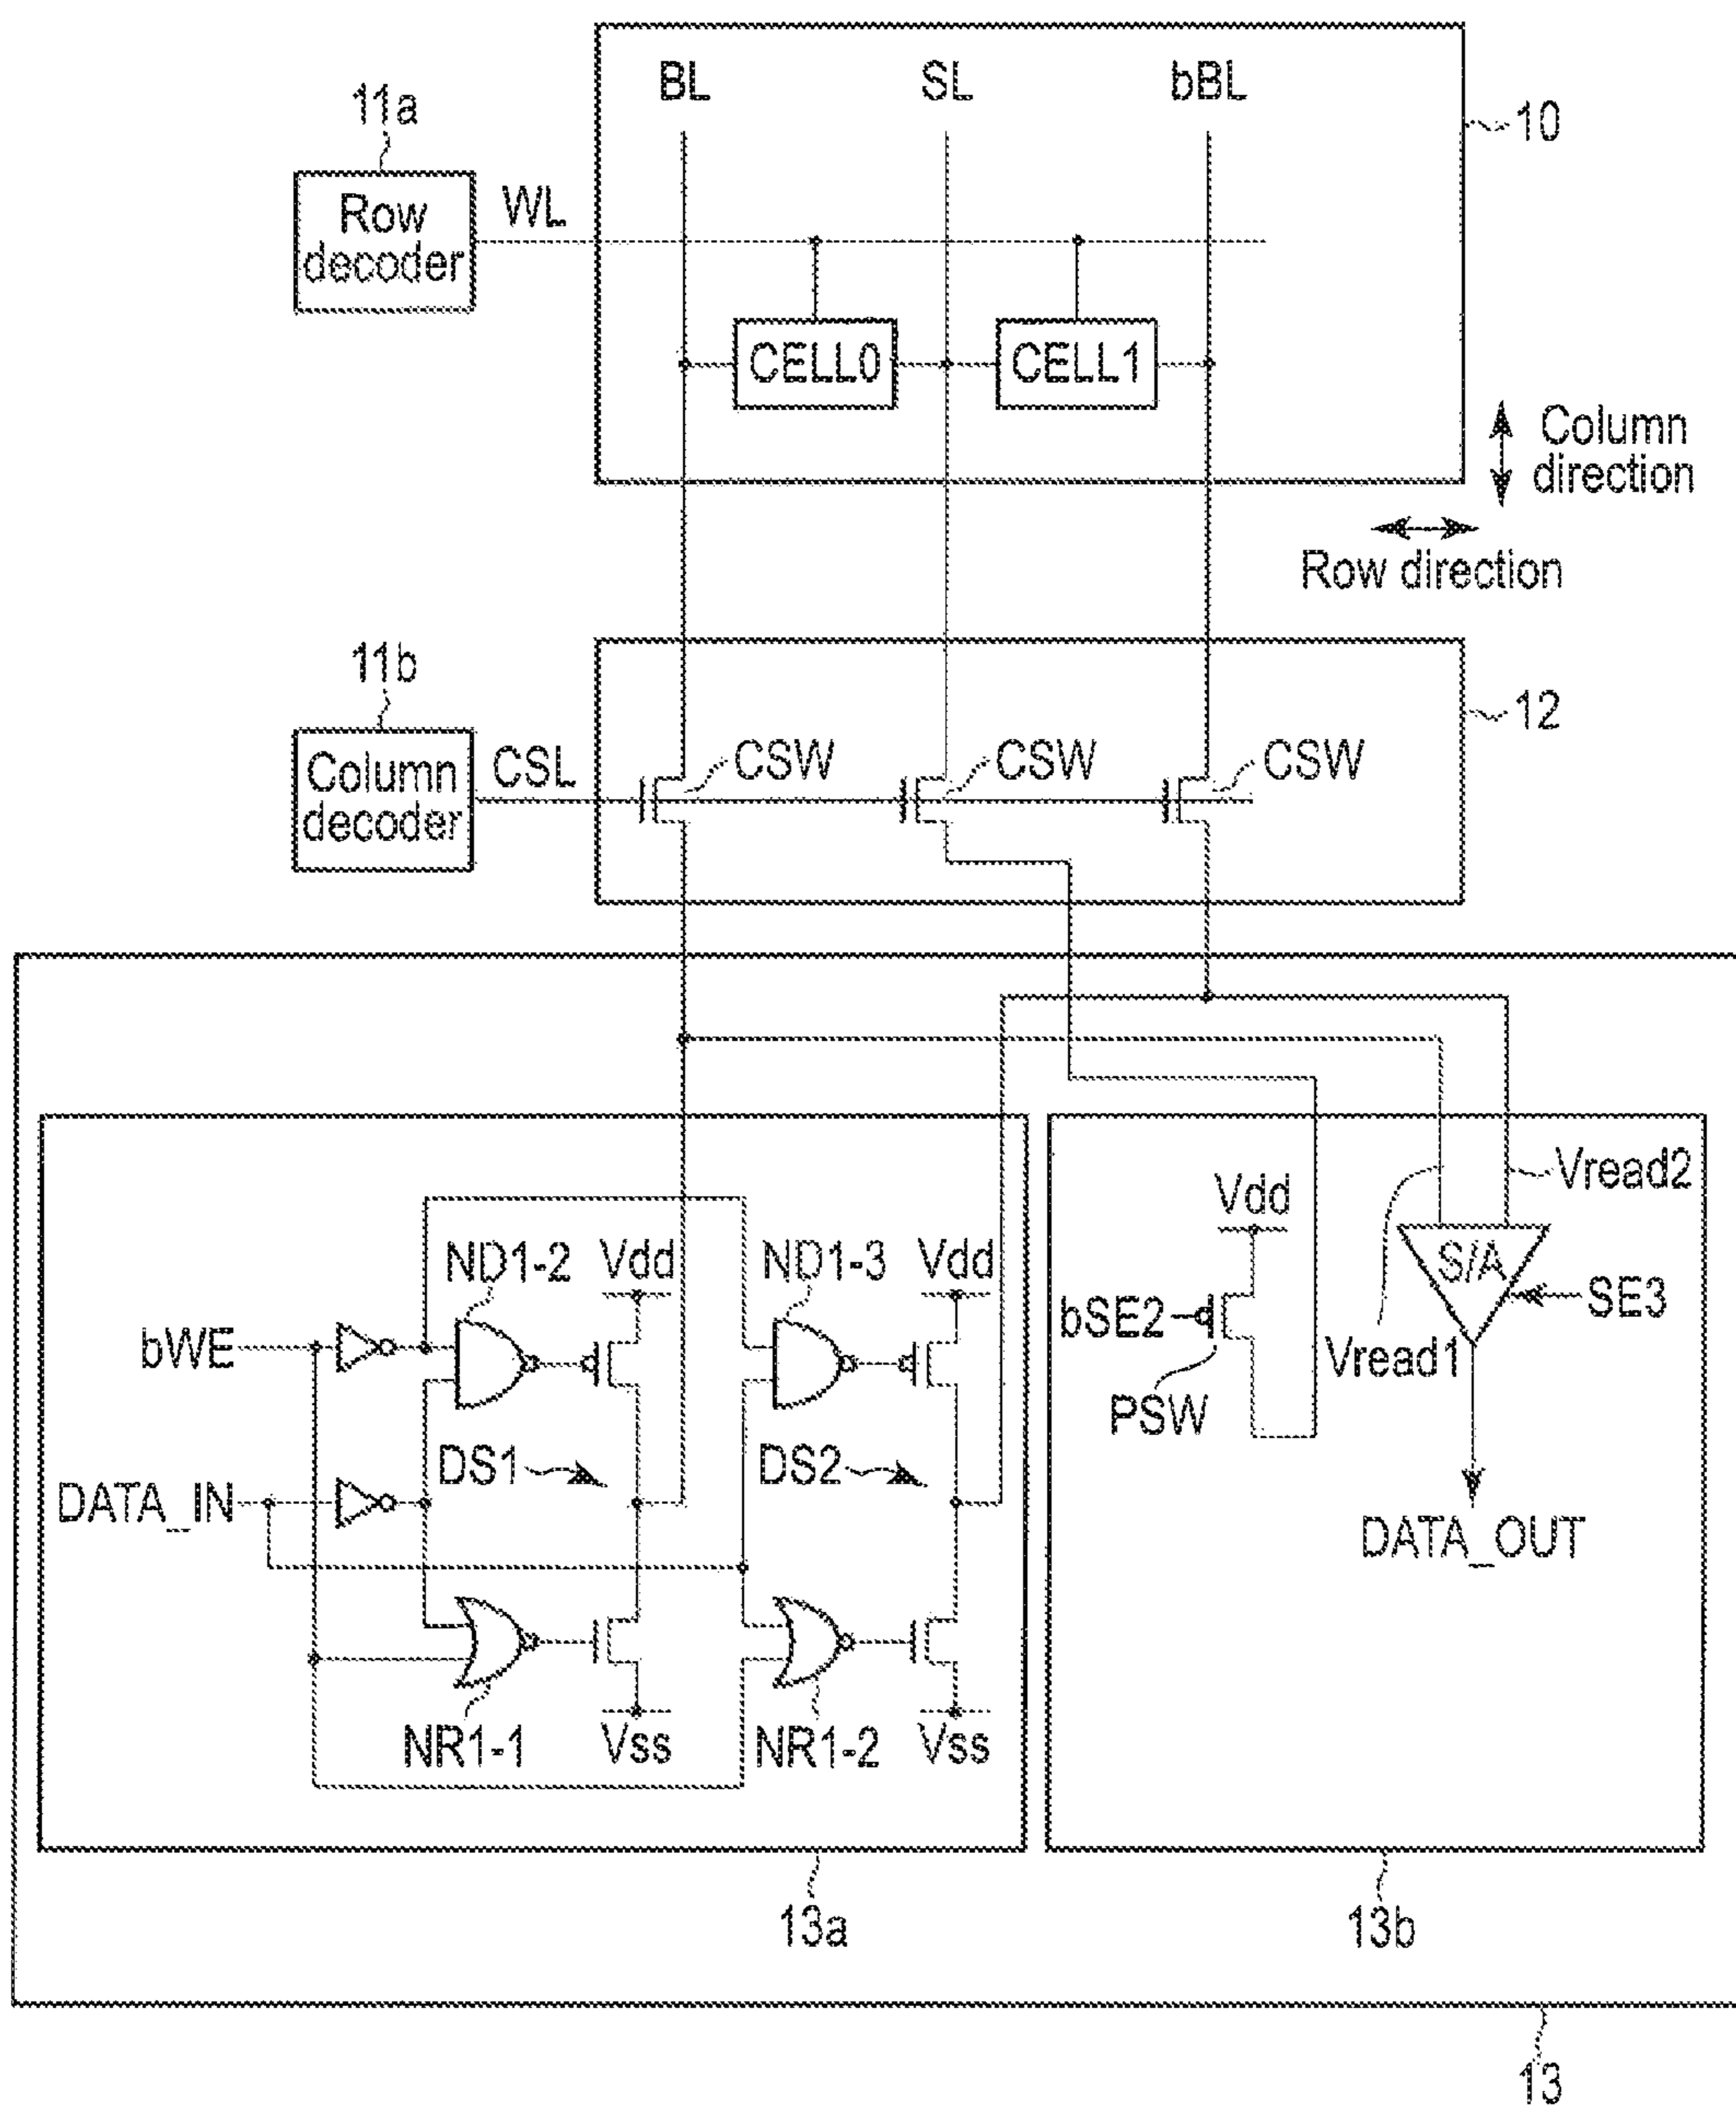 BL
SL
bBL
10
11a
Row
decoder
WL
CELL0
CELL1
Column
direction
Row direction
11b
12
Column
decoder
CSL
CSW
CSW
CSW
Vread2
Vdd
S/A
ND1-2
Vdd
ND1-3
Vdd
bSE2
SE3
bWE
Vread1
PSW
DS1
DS2
DATA_IN
DATA_OUT
NR1-1
Vss
NR1-2
Vss
13a
13b
13